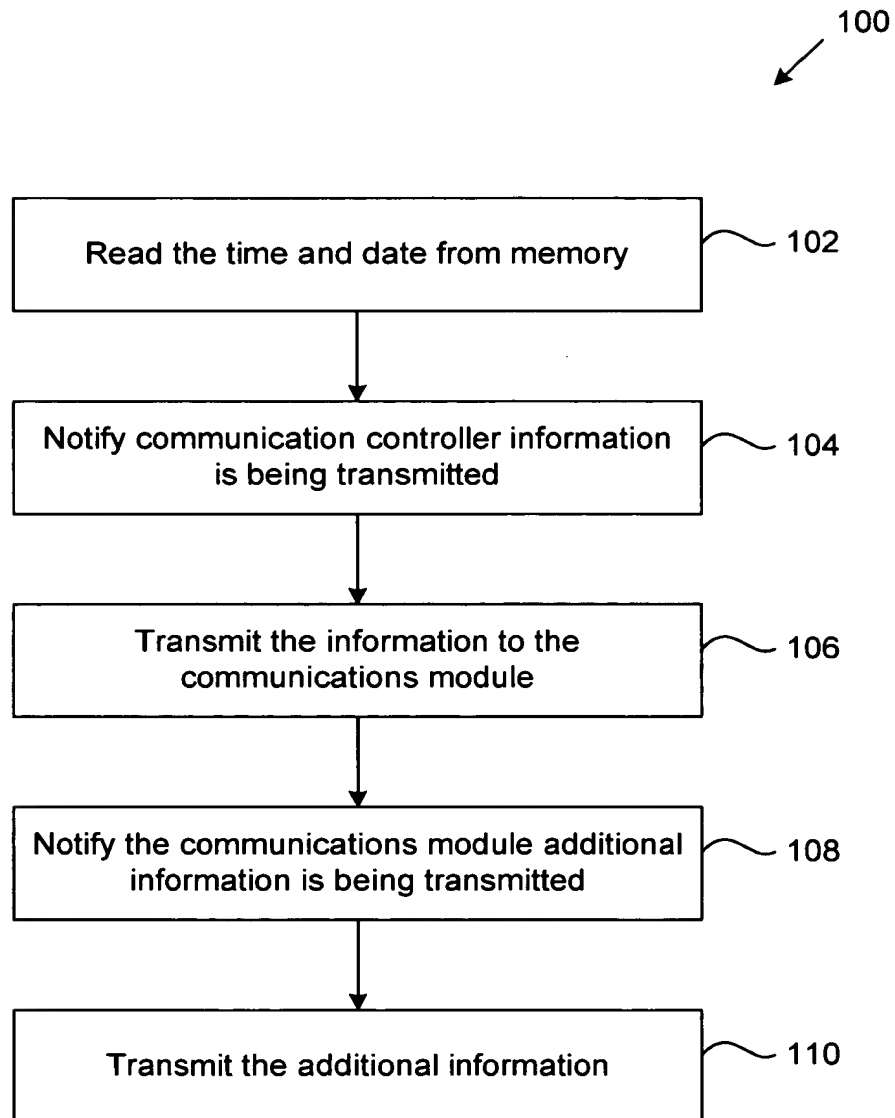 100
Read the time and date from memory
102
Notify communication controller information
is being transmitted
104
Transmit the information to the
communications module
106
Notify the communications module additional
information is being transmitted
108
Transmit the additional information
110